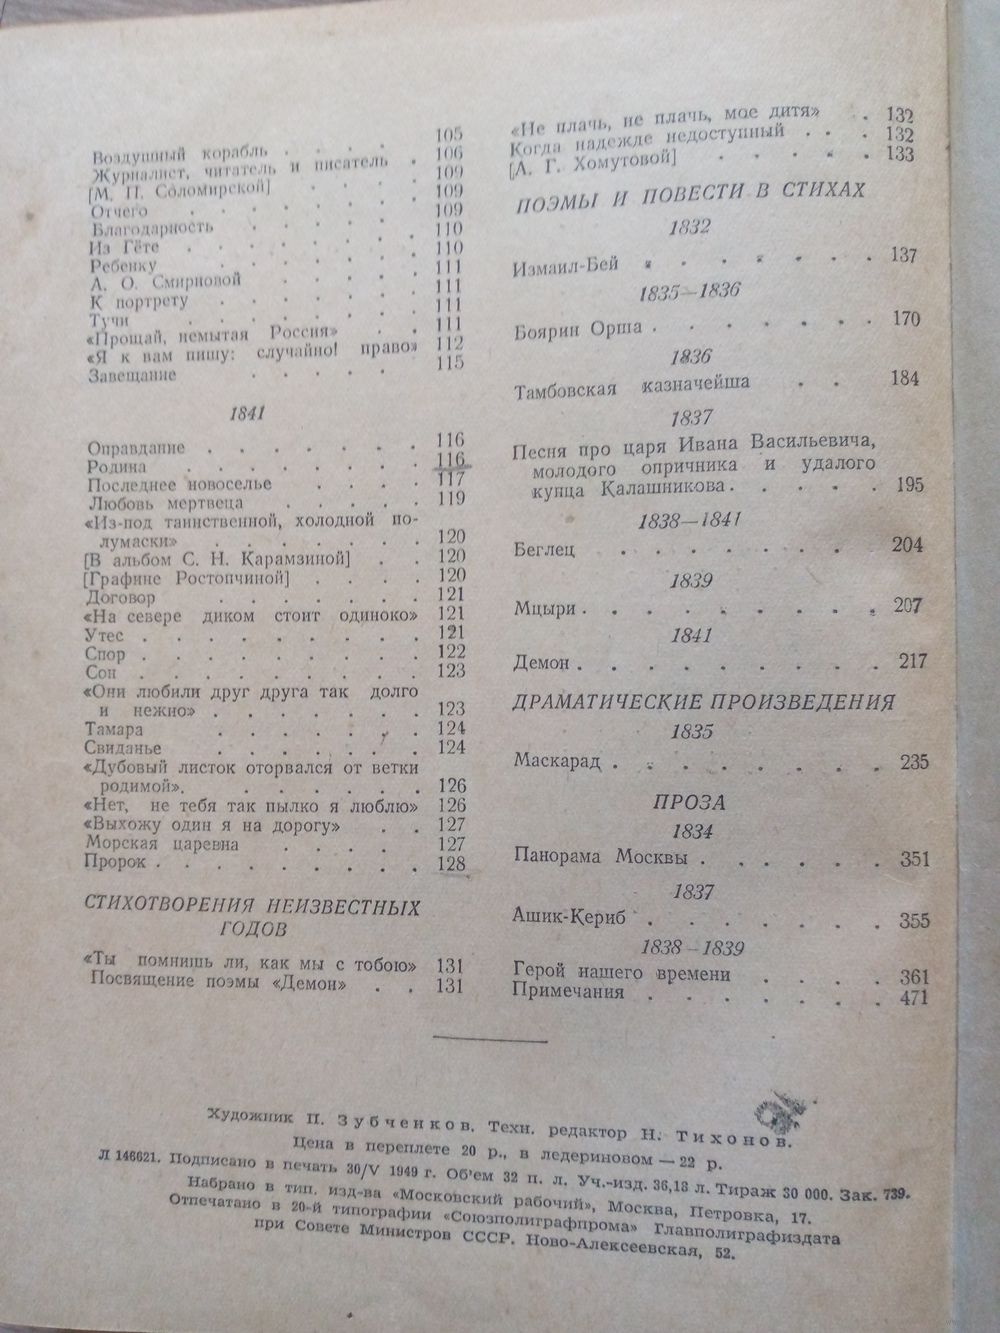 Воздушный корабль . . . . . 105
Журналист, читатель и писатель . 106
[М. П. Соломирской] . . . . 109
Отчего . . . . . . . 109
Благодарность . . . . . . 109
Из Гёте . . . . . . . 110
Ребенку . . . . . . . 110
А. О. Смирновой . . . . . 111
К портрету . . . . . . 111
Тучи . . . . . . . 111
«Прощай, немытая Россия» . . 111
«Я к вам пишу: случайно! право» 112
Завещание . . . . . 115
1841
Оправдание . . . . . . . 116
Родина . . . . . . . . 116
Последнее новоселье . . . . 117
Любовь мертвеца . . . . . 119
«Из-под таинственной, холодной по-
лумаски» . . . . . . . 120
[В альбом С. Н. Карамзиной] . . 120
[Графине Ростопчиной] . . . . 120
Договор . . . . . . . 121
«На севере диком стоит одиноко» 121
Утес . . . . . . . . . 121
Спор . . . . . . . . . 122
Сон . . . . . . . . . 123
«Они любили друг друга так долго
и нежно» . . . . . . . 123
Тамара . . . . . . . 124
Свиданье . . . . . . . 124
«Дубовый листок оторвался от ветки
родимой». . . . . . . 126
«Нет, не тебя так пылко я люблю» 126
«Выхожу один я на дорогу» . . 127
Морская царевна . . . . 127
Пророк . . . . . . . . 128
СТИХОТВОРЕНИЯ НЕИЗВЕСТНЫХ
ГОДОВ
«Ты помнишь ли, как мы с тобою» 131
Посвящение поэмы «Демон» . . 131
«Не плачь, не плачь, мое дитя» . 132
Когда надежде недоступный . . . 132
[А. Г. Хомутовой] . . . . . 133
ПОЭМЫ И ПОВЕСТИ В СТИХАХ
1832
Измаил-Бей . . . . . . . 137
1835—1836
Боярин Орша . . . . . . . 170
1836
Тамбовская казначейша . . 184
1837
Песня про царя Ивана Васильевича,
молодого опричника и удалого
купца Калашникова . . . . . 195
1838—1841
Беглец . . . . . . . 204
1839
Мцыри . . . . . . . . . 207
1841
Демон . . . . . . . . . 217
ДРАМАТИЧЕСКИЕ ПРОИЗВЕДЕНИЯ
1835
Маскарад . . . . . . . . 235
ПРОЗА
1834
Панорама Москвы . . . . . . 351
1837
Ашик-Кериб . . . . . . . 355
1838—1839
Герой нашего времени . . . . 361
Примечания . . . . . . . 471
Художник П. Зубченков. Техн. редактор Н. Тихонов.
Цена в переплете 20 р., в ледериновом — 22 р.
Л 146621. Подписано в печать 30/V 1949 г. Об'ем 32 п. л. Уч.-изд. 36,18 л. Тираж 30 000. Зак. 739.
Набрано в тип. изд-ва «Московский рабочий», Москва, Петровка, 17.
Отпечатано в 20-й типографии «Союзполиграфпрома» Главполиграфиздата
при Совете Министров СССР. Ново-Алексеевская, 52.